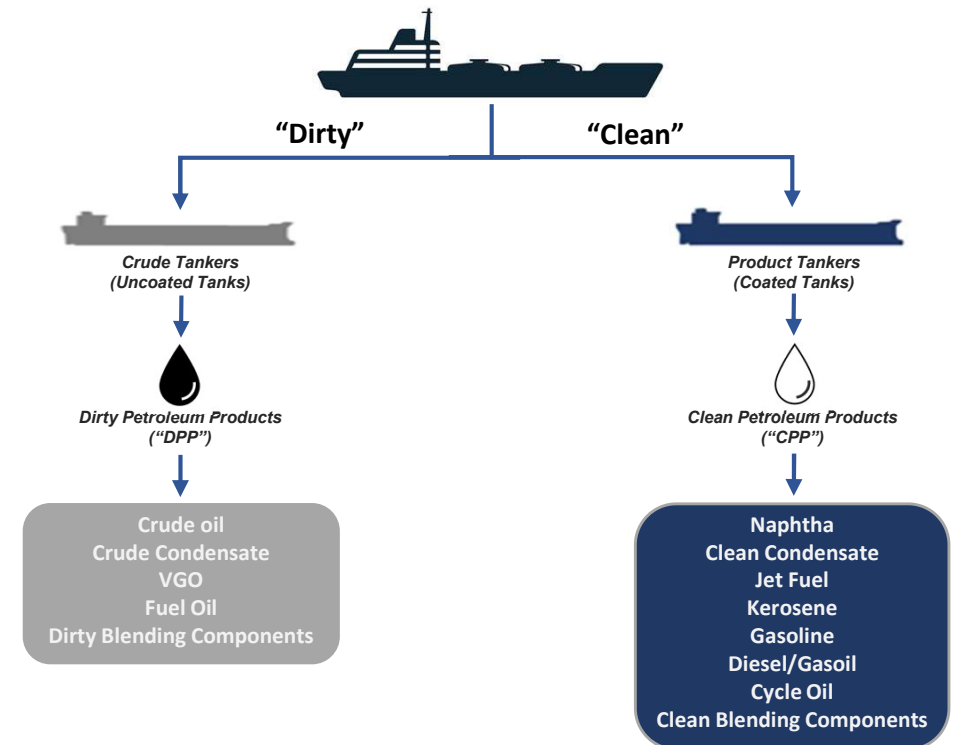 “Dirty”
“Clean”
Crude Tankers
(Uncoated Tanks)
Product Tankers
(Coated Tanks)
Dirty Petroleum Products
(“DPP”)
Clean Petroleum Products
(“CPP”)
Crude oil
Crude Condensate
VGO
Fuel Oil
Dirty Blending Components
Naphtha
Clean Condensate
Jet Fuel
Kerosene
Gasoline
Diesel/Gasoil
Cycle Oil
Clean Blending Components